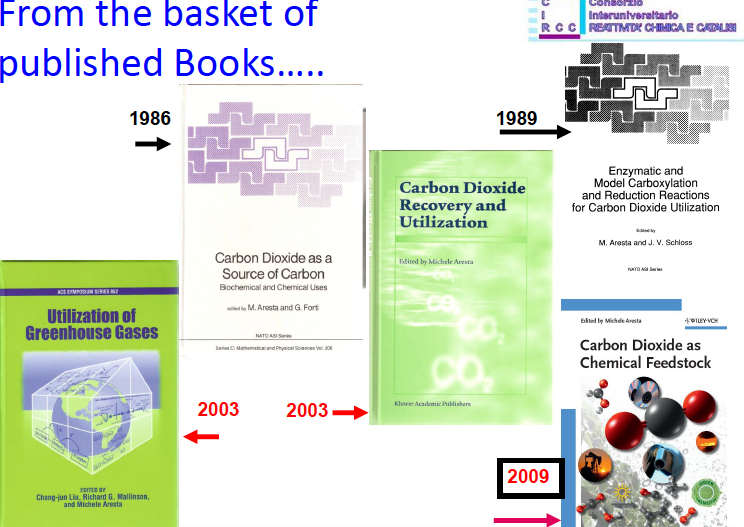 From the basket of
published Books…..
C
I
R C C
Consorzio
Interuniversitario
REATTIVITA' CHIMICA E CATALISI
1986
Carbon Dioxide as a
Source of Carbon
Biochemical and Chemical Uses
edited by M. Aresta and G. Forti
NATO ASI Series
Series C: Mathematical and Physical Sciences Vol. 206
1989
Enzymatic and
Model Carboxylation
and Reduction Reactions
for Carbon Dioxide Utilization
Edited by
M. Aresta and J. V. Schloss
NATO ASI Series
Carbon Dioxide
Recovery and
Utilization
Edited by Michele Aresta
CO2
CO2
CO2
CO2
Kluwer Academic Publishers
2003
ACS SYMPOSIUM SERIES 852
Utilization of
Greenhouse Gases
EDITED BY
Chang-jun Liu, Richard G. Mallinson,
and Michele Aresta
2003
Edited by Michele Aresta
WILEY-VCH
Carbon Dioxide as
Chemical Feedstock
2009